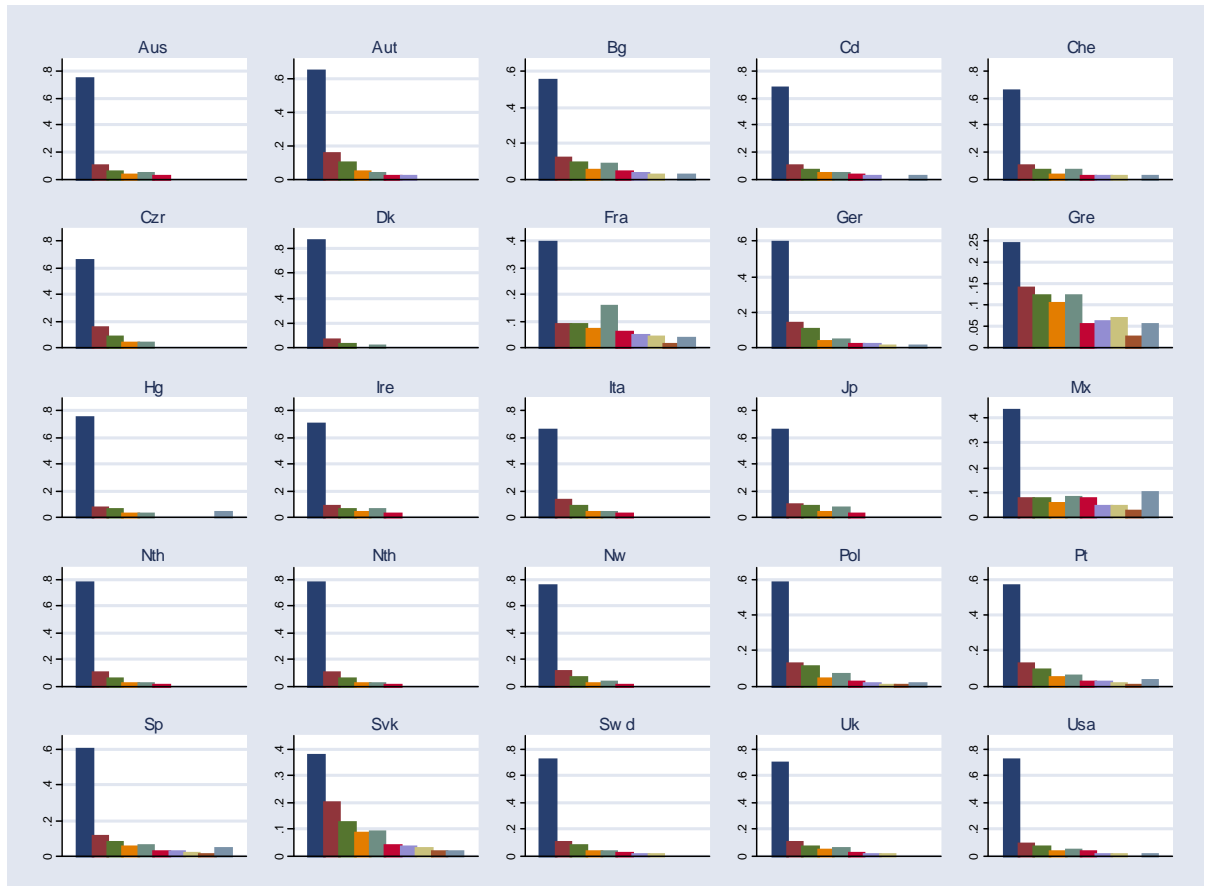 Aus Aut Bg Cd Che
0 .2 .4 .6 .8
0 .2 .4 .6
0 .2 .4 .6
0 .2 .4 .6 .8
0 .2 .4 .6 .8
Czr Dk Fra Ger Gre
0 .2 .4 .6 .8
0 .2 .4 .6 .8
0 .1 .2 .3 .4
0 .2 .4 .6
0 .05 .1 .15 .2 .25
Hg Ire Ita Jp Mx
0 .2 .4 .6 .8
0 .2 .4 .6 .8
0 .2 .4 .6 .8
0 .2 .4 .6 .8
0 .1 .2 .3 .4
Nth Nth Nw Pol Pt
0 .2 .4 .6 .8
0 .2 .4 .6 .8
0 .2 .4 .6 .8
0 .2 .4 .6
0 .2 .4 .6
Sp Svk Sw d Uk Usa
0 .2 .4 .6
0 .1 .2 .3 .4
0 .2 .4 .6 .8
0 .2 .4 .6 .8
0 .2 .4 .6 .8